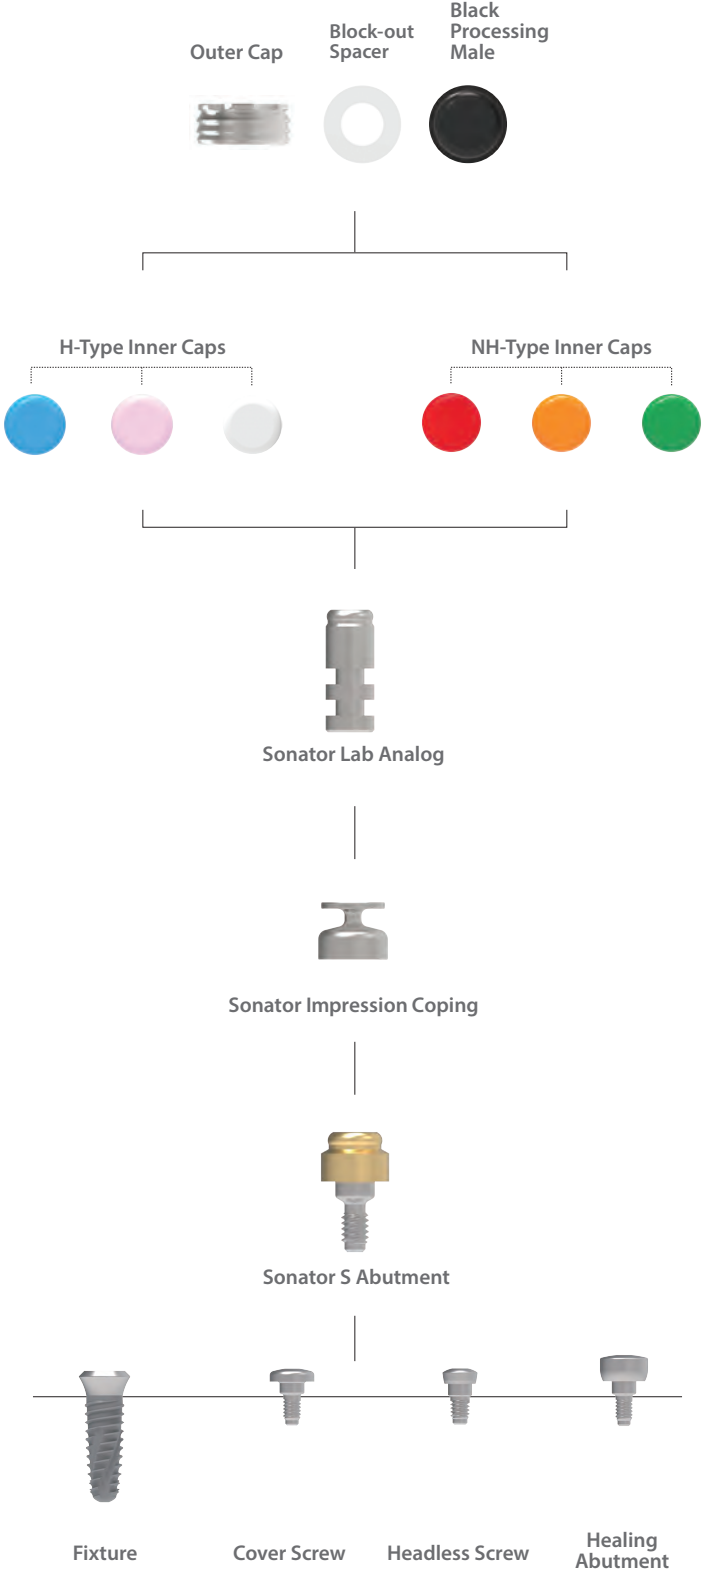 Outer Cap
Block-out
Spacer
Black
Processing
Male
H-Type Inner Caps
NH-Type Inner Caps
Sonator Lab Analog
Sonator Impression Coping
Sonator S Abutment
Fixture
Cover Screw
Headless Screw
Healing
Abutment